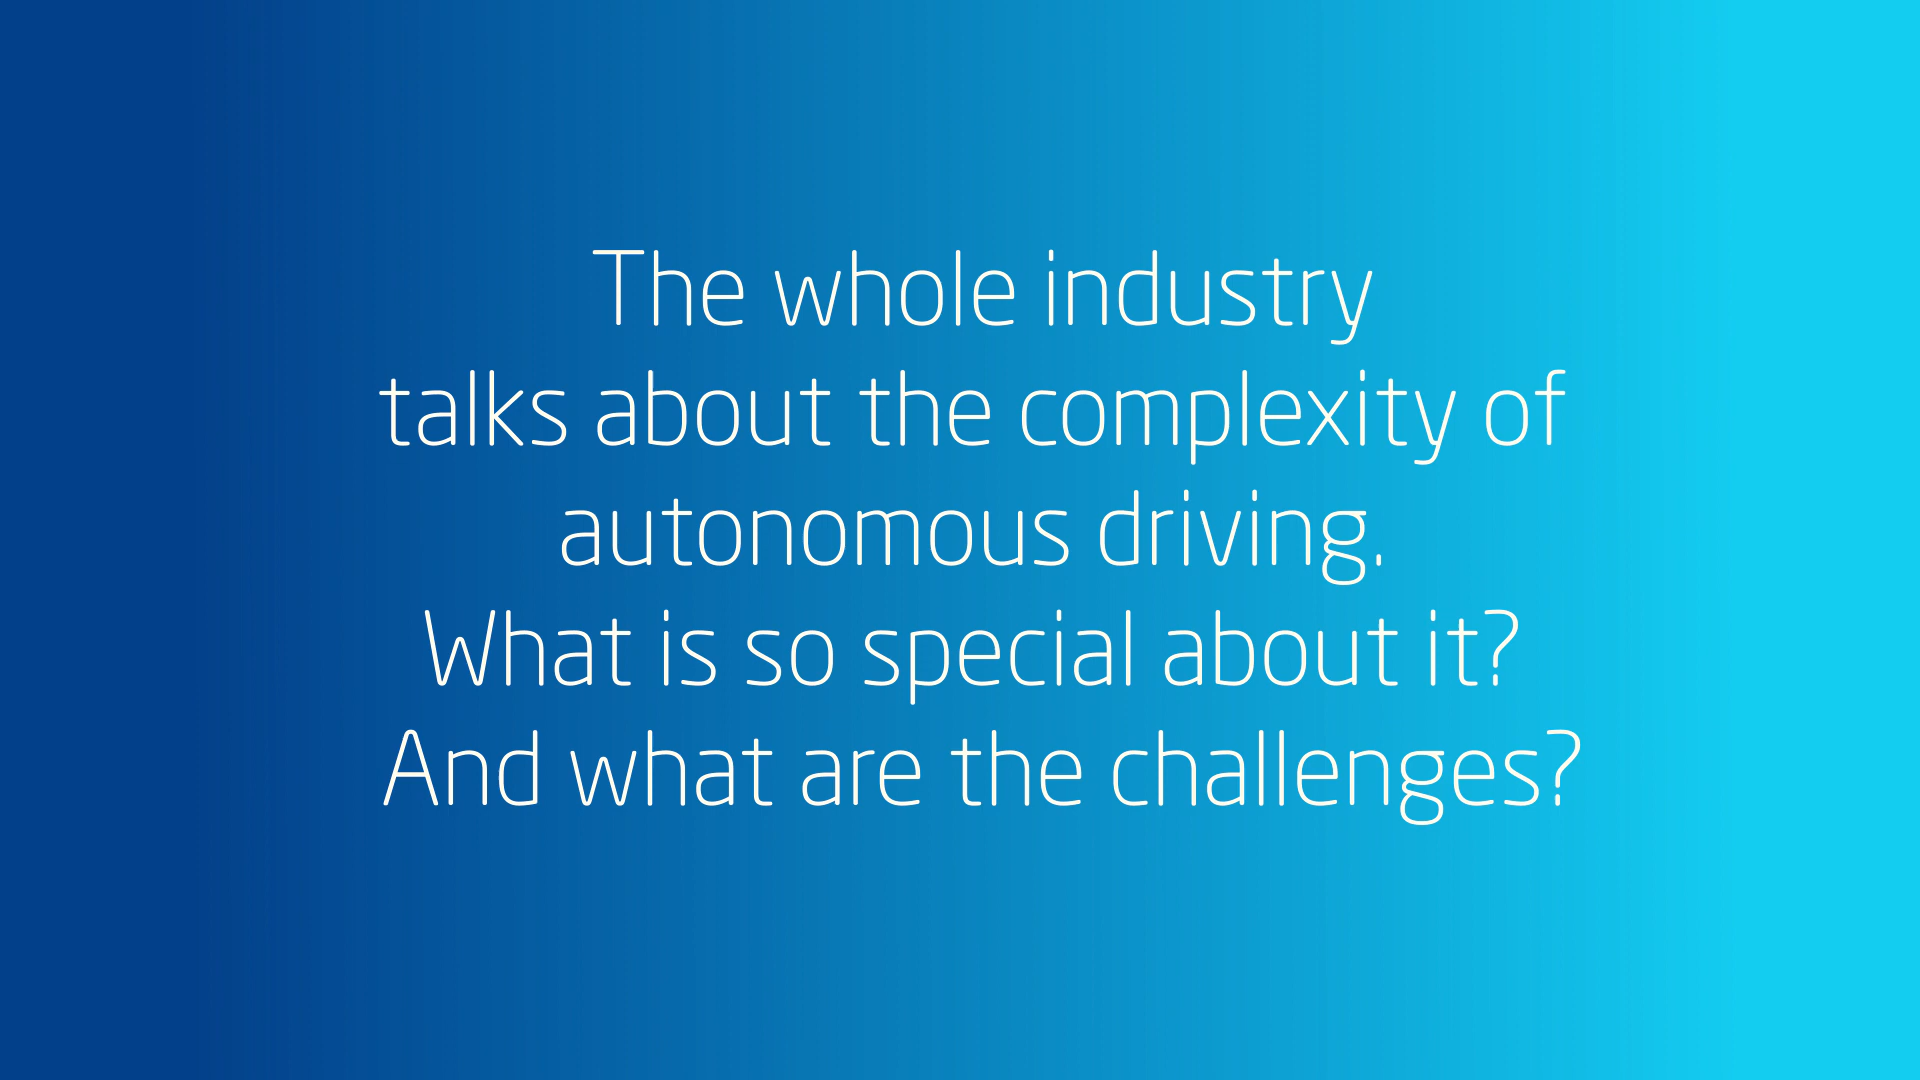 The whole industry
talks about the complexity of
autonomous driving.
What is so special about it?
And what are the challenges?